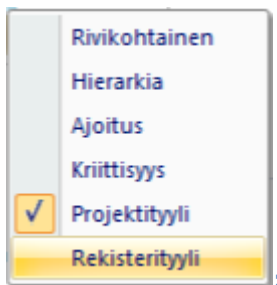 Rivikohtainen
Hierarkia
Ajoitus
Kriittisyys
Projektityyli
Rekisterityyli